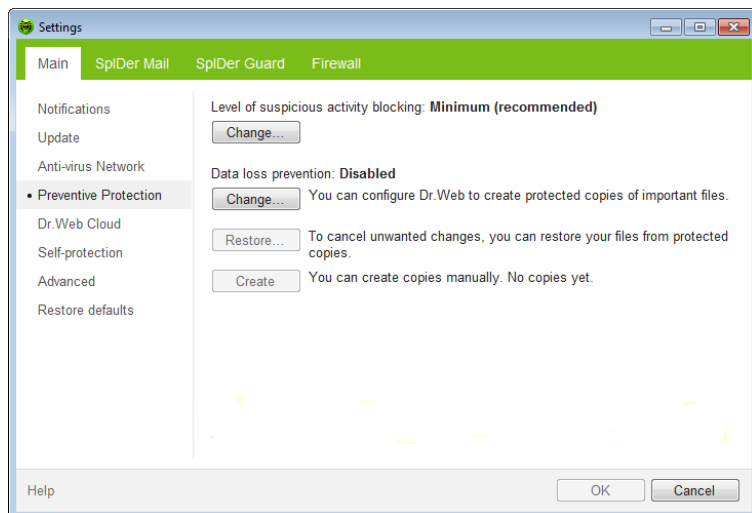 Settings
Main SpIDer Mail SpIDer Guard Firewall
Notifications
Update
Anti-virus Network
Preventive Protection
Dr.Web Cloud
Self-protection
Advanced
Restore defaults
Level of suspicious activity blocking: Minimum (recommended)
Change...
Data loss prevention: Disabled
Change... You can configure Dr.Web to create protected copies of important files.
Restore... To cancel unwanted changes, you can restore your files from protected
copies.
Create You can create copies manually. No copies yet.
Help OK Cancel